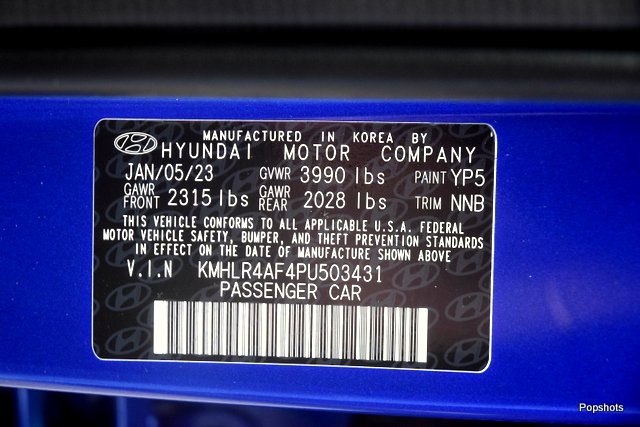 MANUFACTURED IN KOREA BY
HYUNDAI MOTOR COMPANY
JAN/05/23 GVWR 3990 lbs PAINT YP5
GAWR FRONT 2315 lbs GAWR REAR 2028 lbs TRIM NNB
THIS VEHICLE CONFORMS TO ALL APPLICABLE U.S.A. FEDERAL
MOTOR VEHICLE SAFETY, BUMPER, AND THEFT PREVENTION STANDARDS
IN EFFECT ON THE DATE OF MANUFACTURE SHOWN ABOVE
V.I.N KMHLR4AF4PU503431
PASSENGER CAR
Popshots